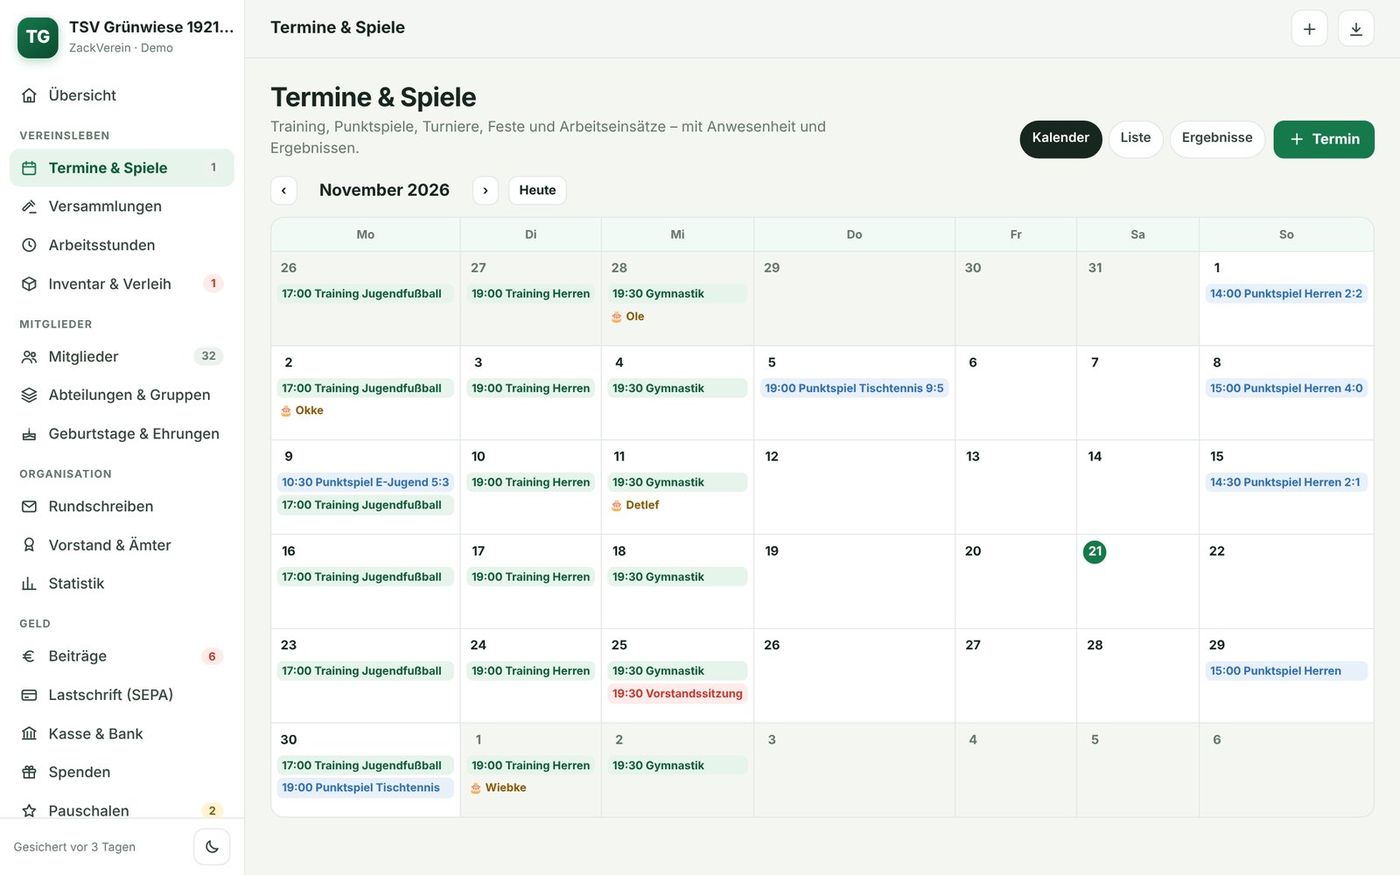 TG
TSV Grünwiese 1921...
ZackVerein · Demo
Übersicht
VEREINSLEBEN
Termine & Spiele 1
Versammlungen
Arbeitsstunden
Inventar & Verleih 1
MITGLIEDER
Mitglieder 32
Abteilungen & Gruppen
Geburtstage & Ehrungen
ORGANISATION
Rundschreiben
Vorstand & Ämter
Statistik
GELD
Beiträge 6
Lastschrift (SEPA)
Kasse & Bank
Spenden
Pauschalen 2
Gesichert vor 3 Tagen
Termine & Spiele
Termine & Spiele
Training, Punktspiele, Turniere, Feste und Arbeitseinsätze – mit Anwesenheit und
Ergebnissen.
Kalender Liste Ergebnisse + Termin
‹ November 2026 › Heute
Mo Di Mi Do Fr Sa So
26 27 28 29 30 31 1
17:00 Training Jugendfußball 19:00 Training Herren 19:30 Gymnastik 14:00 Punktspiel Herren 2:2
Ole
2 3 4 5 6 7 8
17:00 Training Jugendfußball 19:00 Training Herren 19:30 Gymnastik 19:00 Punktspiel Tischtennis 9:5 15:00 Punktspiel Herren 4:0
Okke
9 10 11 12 13 14 15
10:30 Punktspiel E-Jugend 5:3 19:00 Training Herren 19:30 Gymnastik 14:30 Punktspiel Herren 2:1
17:00 Training Jugendfußball Detlef
16 17 18 19 20 21 22
17:00 Training Jugendfußball 19:00 Training Herren 19:30 Gymnastik
23 24 25 26 27 28 29
17:00 Training Jugendfußball 19:00 Training Herren 19:30 Gymnastik 15:00 Punktspiel Herren
19:30 Vorstandssitzung
30 1 2 3 4 5 6
17:00 Training Jugendfußball 19:00 Training Herren 19:30 Gymnastik
19:00 Punktspiel Tischtennis Wiebke